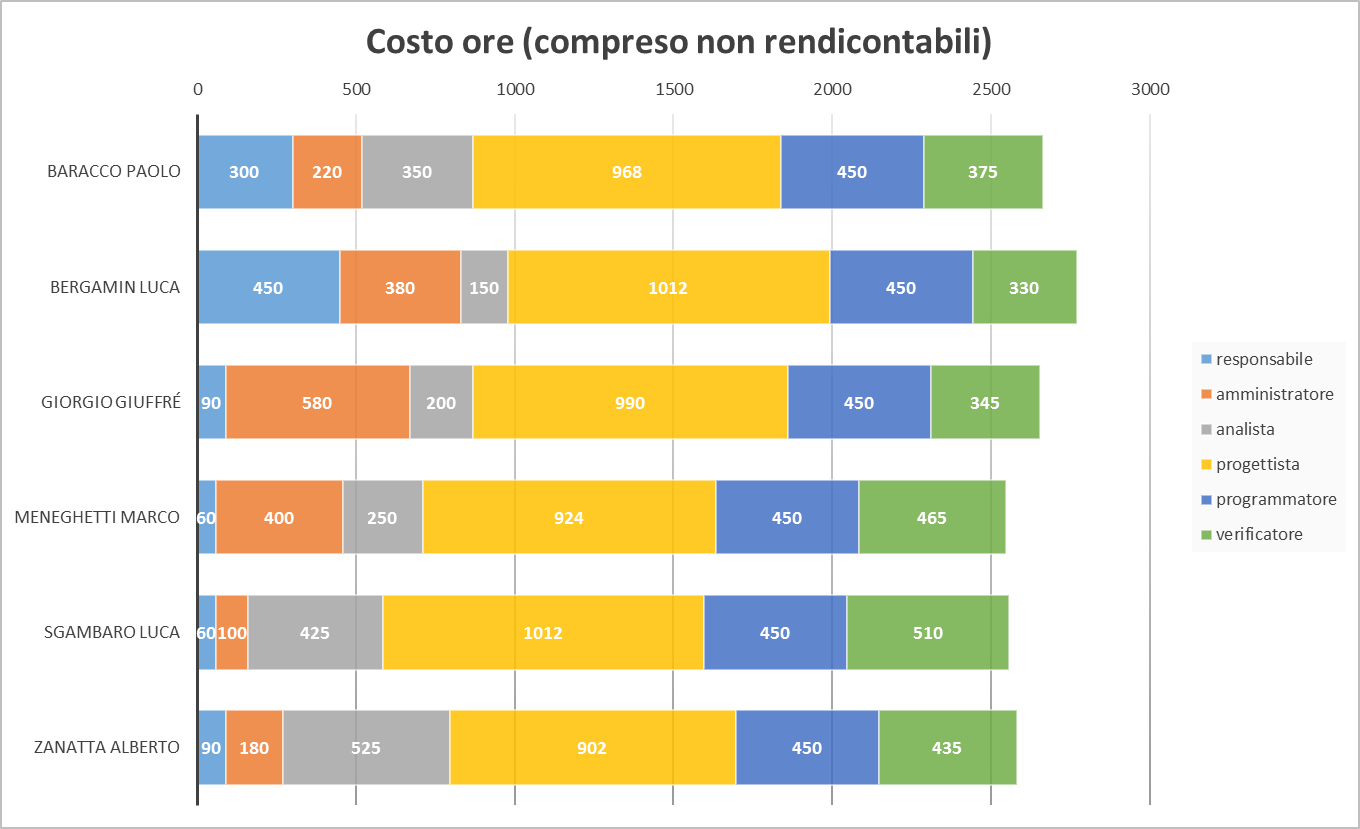 Costo ore (compreso non rendicontabili)
0 500 1000 1500 2000 2500 3000
BARACCO PAOLO 300 220 350 968 450 375
BERGAMIN LUCA 450 380 150 1012 450 330
GIORGIO GIUFFRÉ 90 580 200 990 450 345
MENEGHETTI MARCO 60 400 250 924 450 465
SGAMBARO LUCA 60 100 425 1012 450 510
ZANATTA ALBERTO 90 180 525 902 450 435
responsabile
amministratore
analista
progettista
programmatore
verificatore